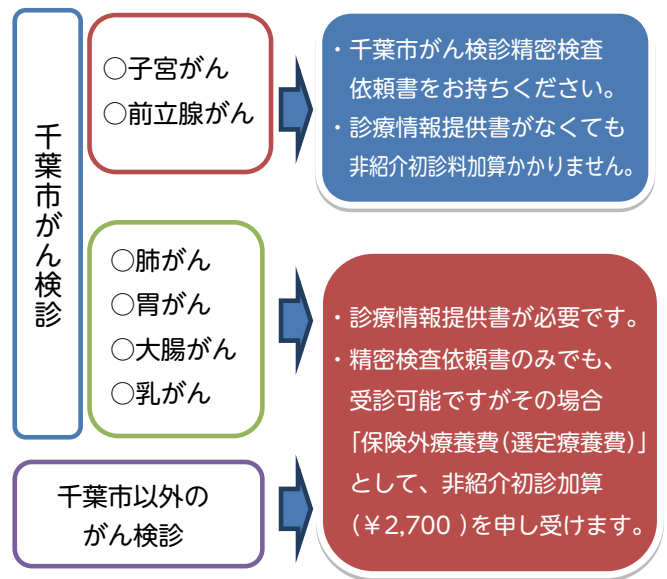 千葉市がん検診
○子宮がん
○前立腺がん
・千葉市がん検診精密検査
依頼書をお持ちください。
・診療情報提供書がなくても
非紹介初診料加算かかりません。
○肺がん
○胃がん
○大腸がん
○乳がん
千葉市以外の
がん検診
・診療情報提供書が必要です。
・精密検査依頼書のみでも、
受診可能ですがその場合
「保険外療養費(選定療養費)」
として、非紹介初診加算
(¥2,700 )を申し受けます。